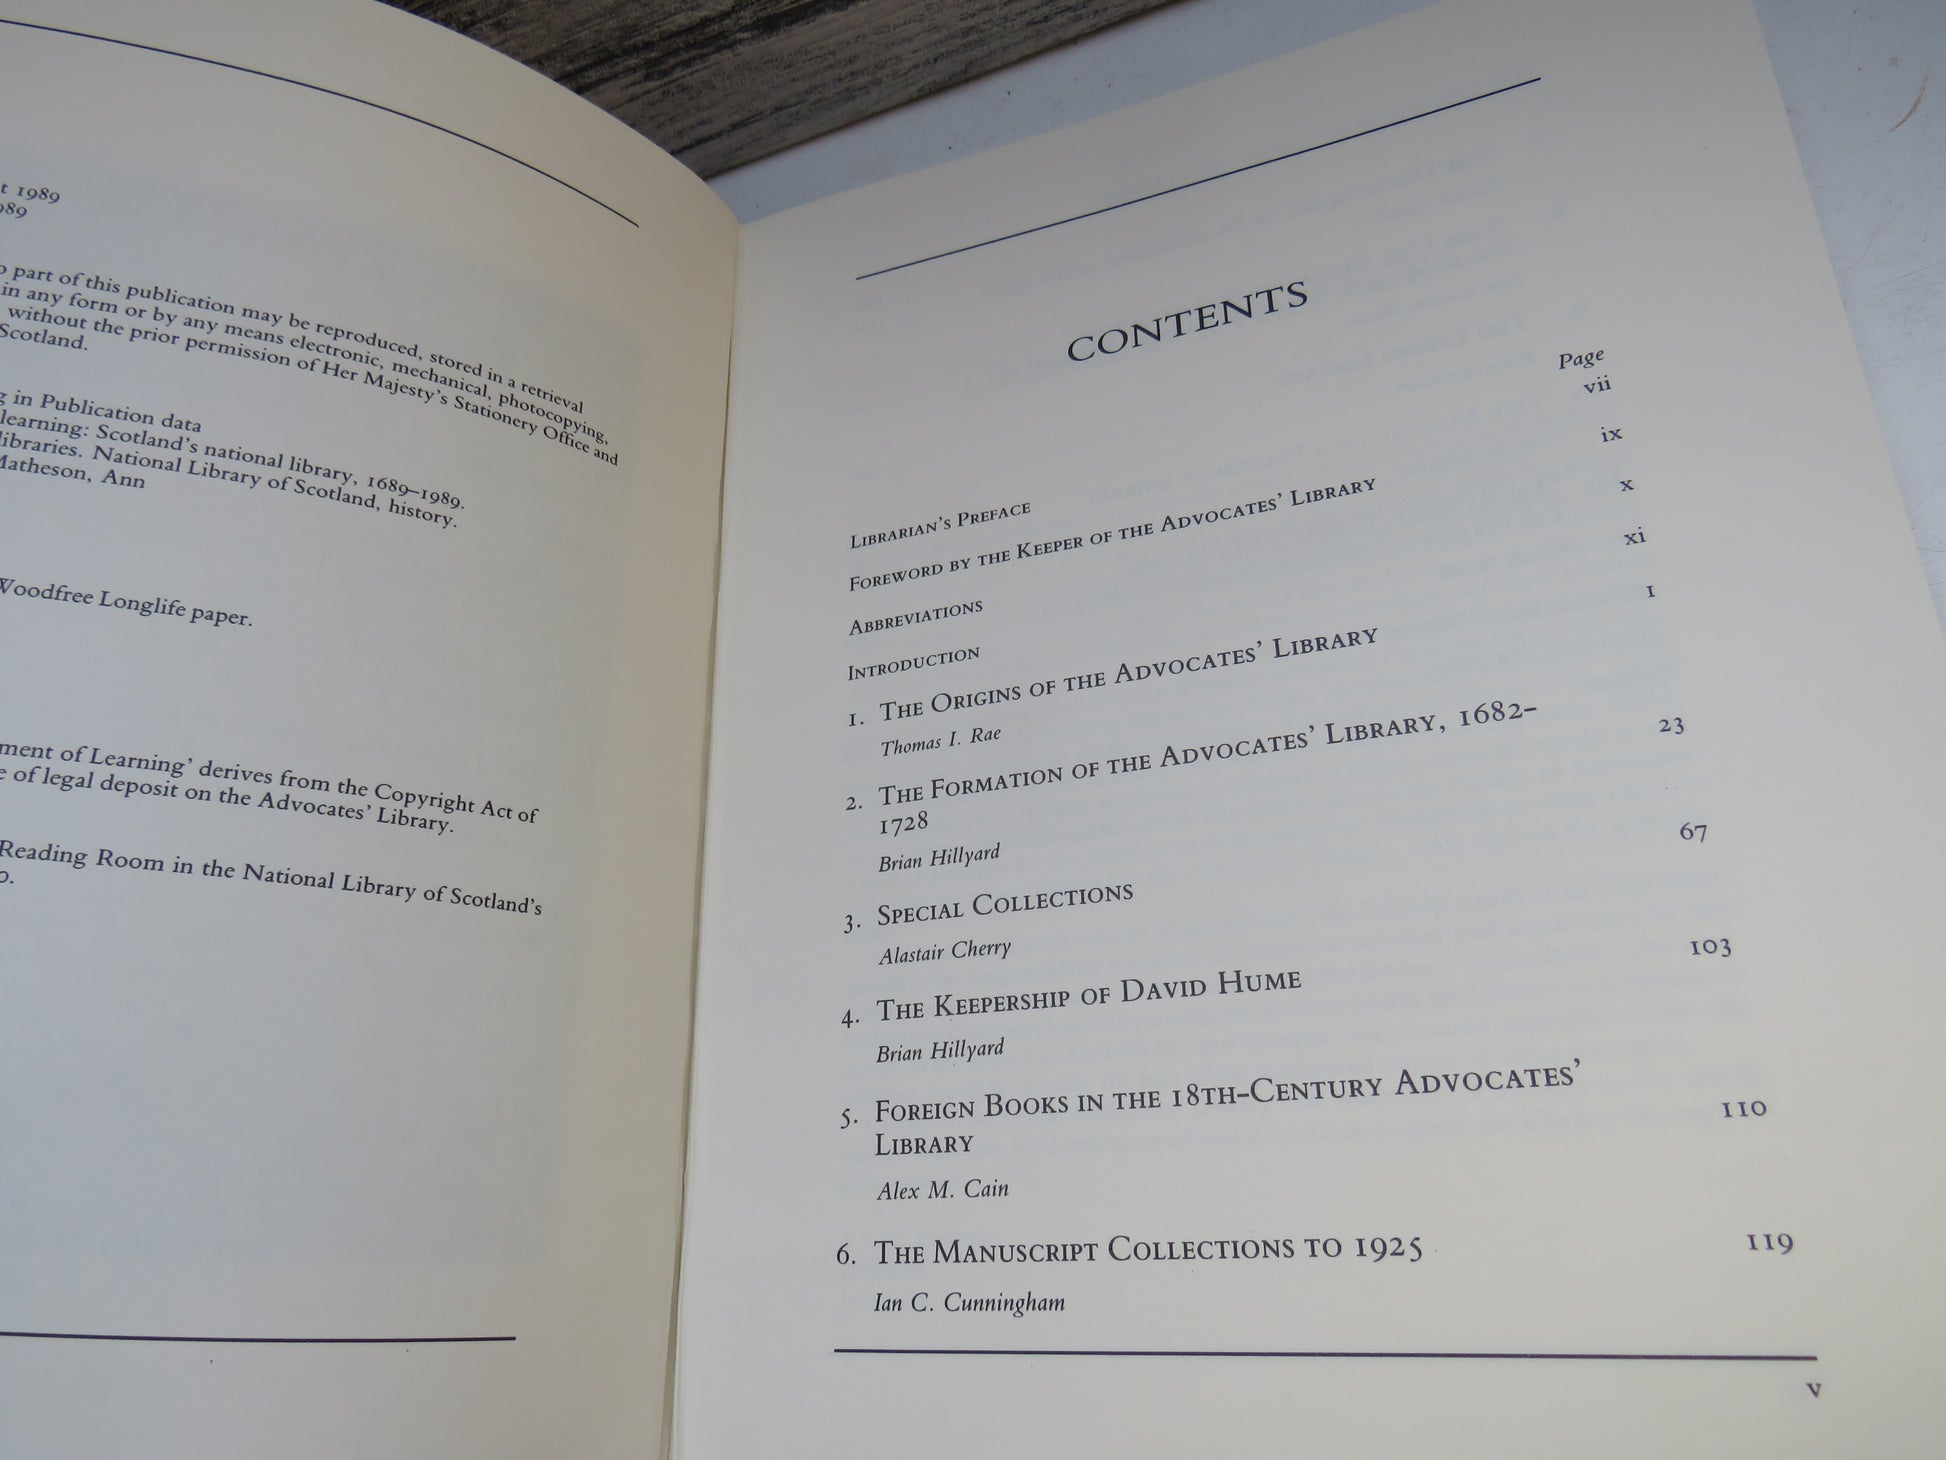 t 1989
989
part of this publication may be reproduced, stored in a retrieval
in any form or by any means electronic, mechanical, photocopying,
without the prior permission of Her Majesty's Stationery Office and
Scotland.
in Publication data
learning: Scotland's national library, 1689–1989.
libraries. National Library of Scotland, history.
Matheson, Ann
Woodfree Longlife paper.
ment of Learning' derives from the Copyright Act of
e of legal deposit on the Advocates' Library.
Reading Room in the National Library of Scotland's
CONTENTS
Page
Librarian's Preface vii
Foreword by the Keeper of the Advocates' Library ix
Abbreviations x
Introduction xi
1. The Origins of the Advocates' Library 1
Thomas I. Rae
2. The Formation of the Advocates' Library, 1682–
1728 23
Brian Hillyard
3. Special Collections 67
Alastair Cherry
4. The Keepership of David Hume 103
Brian Hillyard
5. Foreign Books in the 18th-Century Advocates'
Library 110
Alex M. Cain
6. The Manuscript Collections to 1925 119
Ian C. Cunningham
v